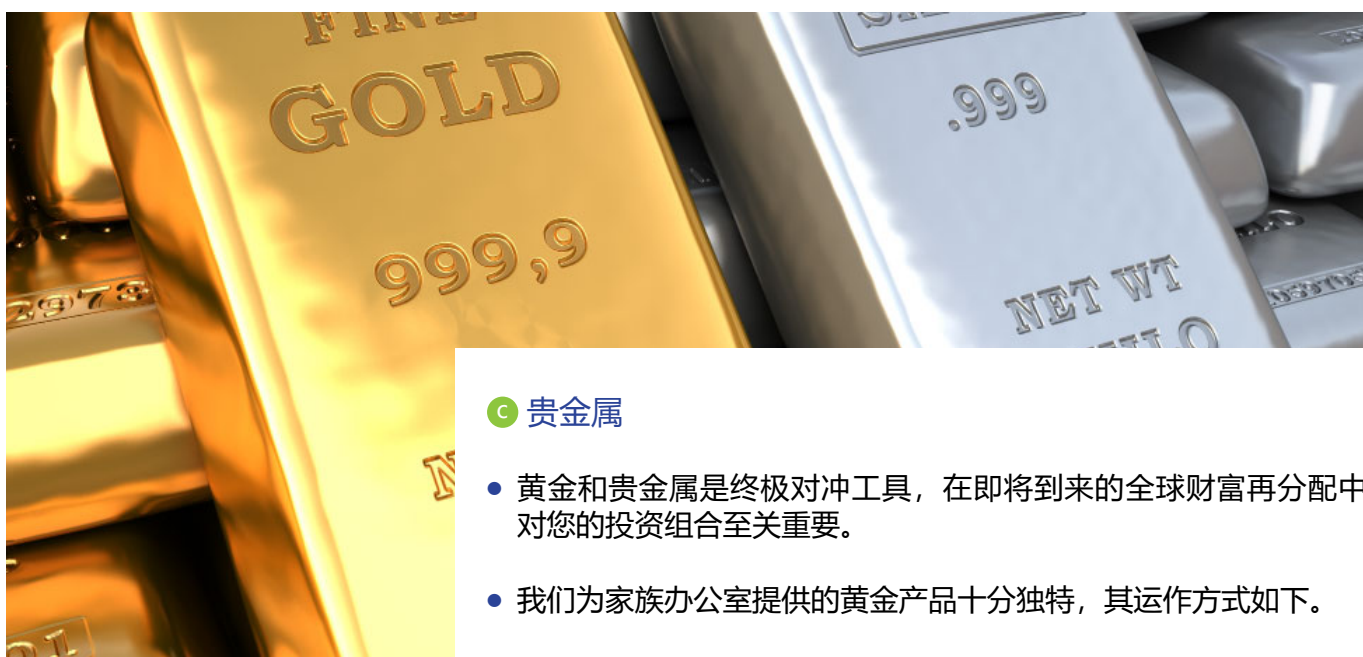 FINE
GOLD
999,9
.999
NET WT
2973
C 贵金属
• 黄金和贵金属是终极对冲工具，在即将到来的全球财富再分配中
对您的投资组合至关重要。
• 我们为家族办公室提供的黄金产品十分独特，其运作方式如下。